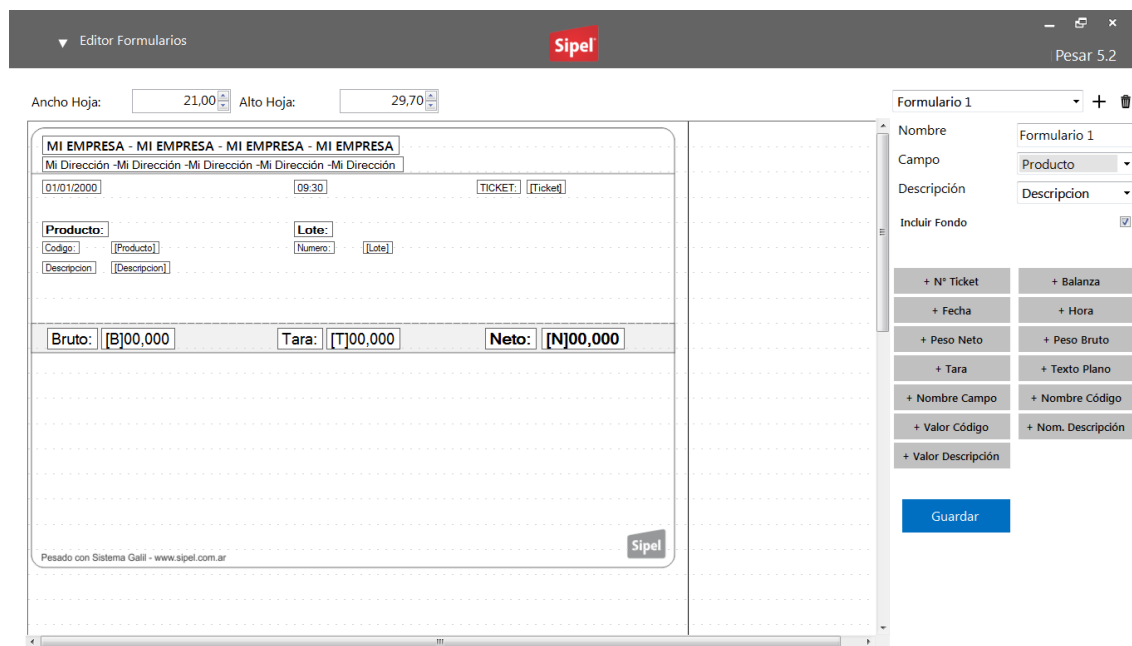 Editor Formularios
Sipel
Pesar 5.2
Ancho Hoja: 21,00 Alto Hoja: 29,70
Formulario 1
Nombre Formulario 1
Campo Producto
Descripción Descripcion
Incluir Fondo
MI EMPRESA - MI EMPRESA - MI EMPRESA - MI EMPRESA
Mi Dirección -Mi Dirección -Mi Dirección -Mi Dirección -Mi Dirección
01/01/2000 09:30 TICKET: [Ticket]
Producto: Lote:
Codigo: [Producto] Numero: [Lote]
Descripcion [Descripcion]
Bruto: [B]00,000 Tara: [T]00,000 Neto: [N]00,000
Sipel
Pesado con Sistema Galil - www.sipel.com.ar
+ N° Ticket + Balanza
+ Fecha + Hora
+ Peso Neto + Peso Bruto
+ Tara + Texto Plano
+ Nombre Campo + Nombre Código
+ Valor Código + Nom. Descripción
+ Valor Descripción
Guardar